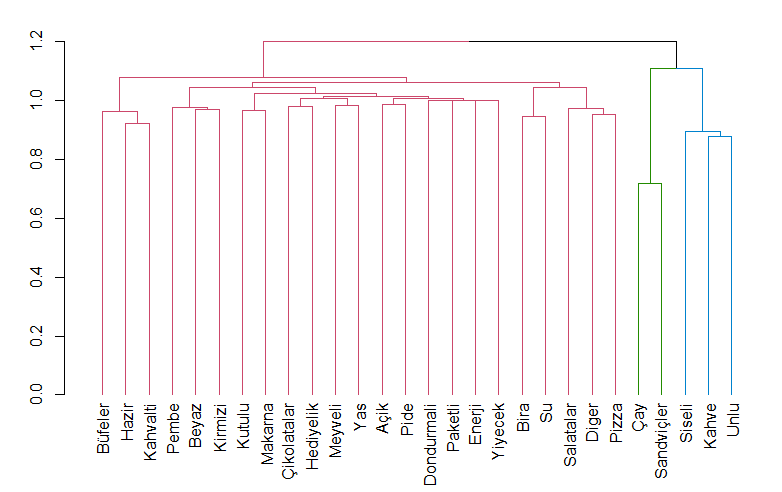 1.2
1.0
0.8
0.6
0.4
0.2
0.0
Büfeler
Hazir
Kahvalti
Pembe
Beyaz
Kirmizi
Kutulu
Makarna
Çikolatalar
Hediyelik
Meyveli
Yas
Açik
Pide
Dondurmali
Paketli
Enerji
Yiyecek
Bira
Su
Salatalar
Diger
Pizza
Çay
Sandviçler
Siseli
Kahve
Unlu